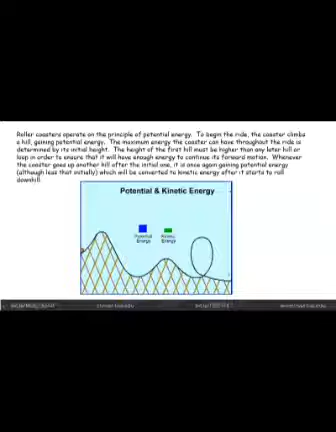 Roller coasters operate on the principle of potential energy. To begin the ride, the coaster climbs
a hill, gaining potential energy. The maximum energy the coaster can have throughout the ride is
determined by its initial height. The height of the first hill must be higher than any later hill or
loop in order to ensure that it will have enough energy to continue its forward motion. Whenever
the coaster goes up another hill after the initial one, it is once again gaining potential energy
(although less that initially) which will be converted to kinetic energy after it starts to roll
downhill.
Potential & Kinetic Energy
Potential Kinetic
Energy Energy